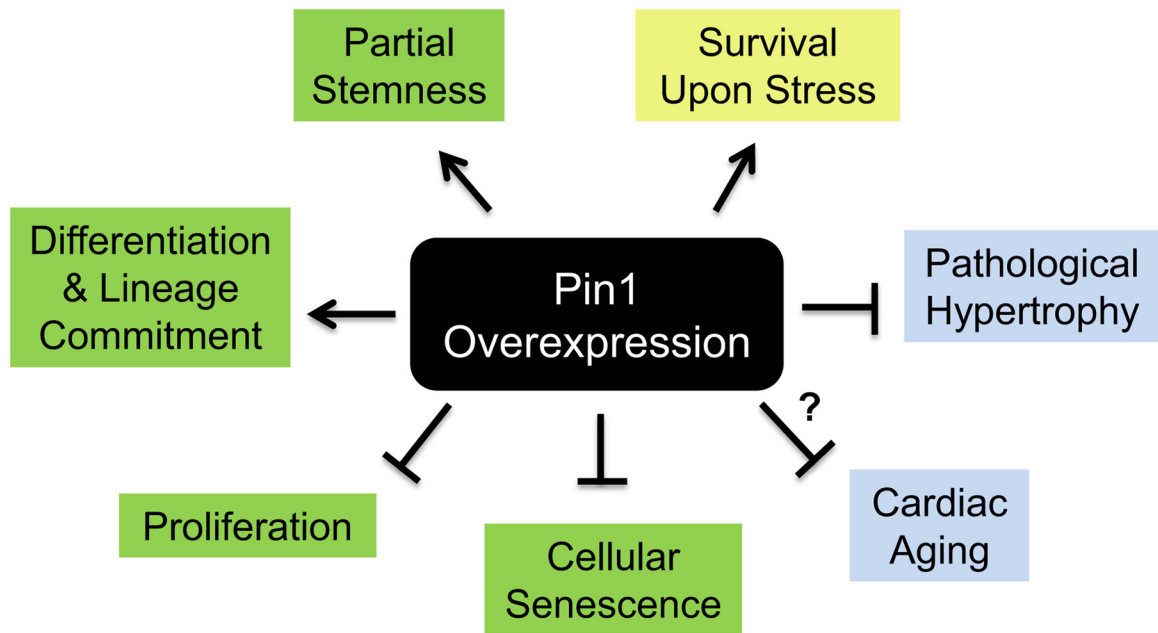 Partial
Stemness
Survival
Upon Stress
Differentiation
& Lineage
Commitment
Pin1
Overexpression
Pathological
Hypertrophy
?
Proliferation
Cellular
Senescence
Cardiac
Aging